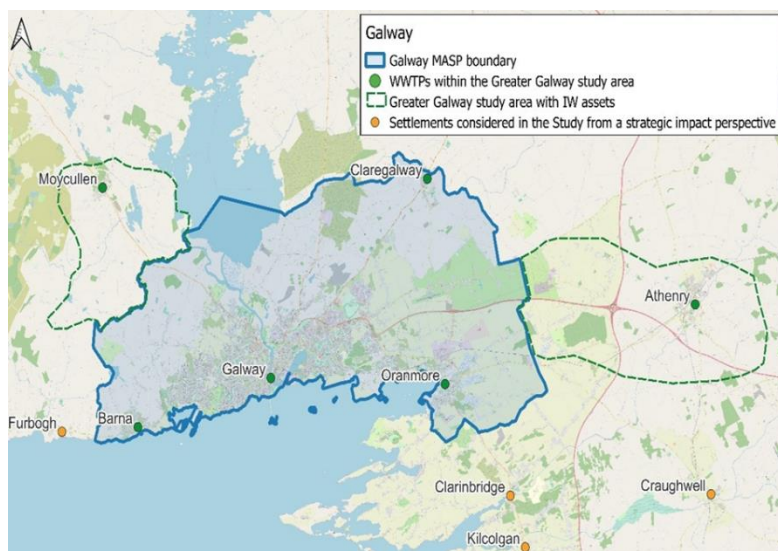 Galway
Galway MASP boundary
WWTPs within the Greater Galway study area
Greater Galway study area with IW assets
Settlements considered in the Study from a strategic impact perspective
Moycullen
Claregalway
Athenry
Galway
Oranmore
Barna
Furbogh
Clarinbridge
Craughwell
Kilcolgan